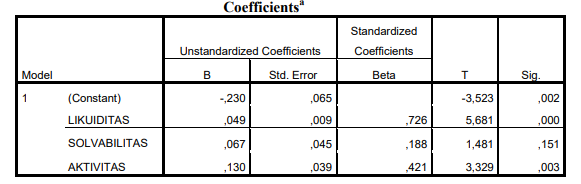 Coefficientsᵃ
Standardized
Unstandardized Coefficients Coefficients
Model B Std. Error Beta T Sig.
1 (Constant) -,230 ,065 -3,523 ,002
LIKUIDITAS ,049 ,009 ,726 5,681 ,000
SOLVABILITAS ,067 ,045 ,188 1,481 ,151
AKTIVITAS ,130 ,039 ,421 3,329 ,003